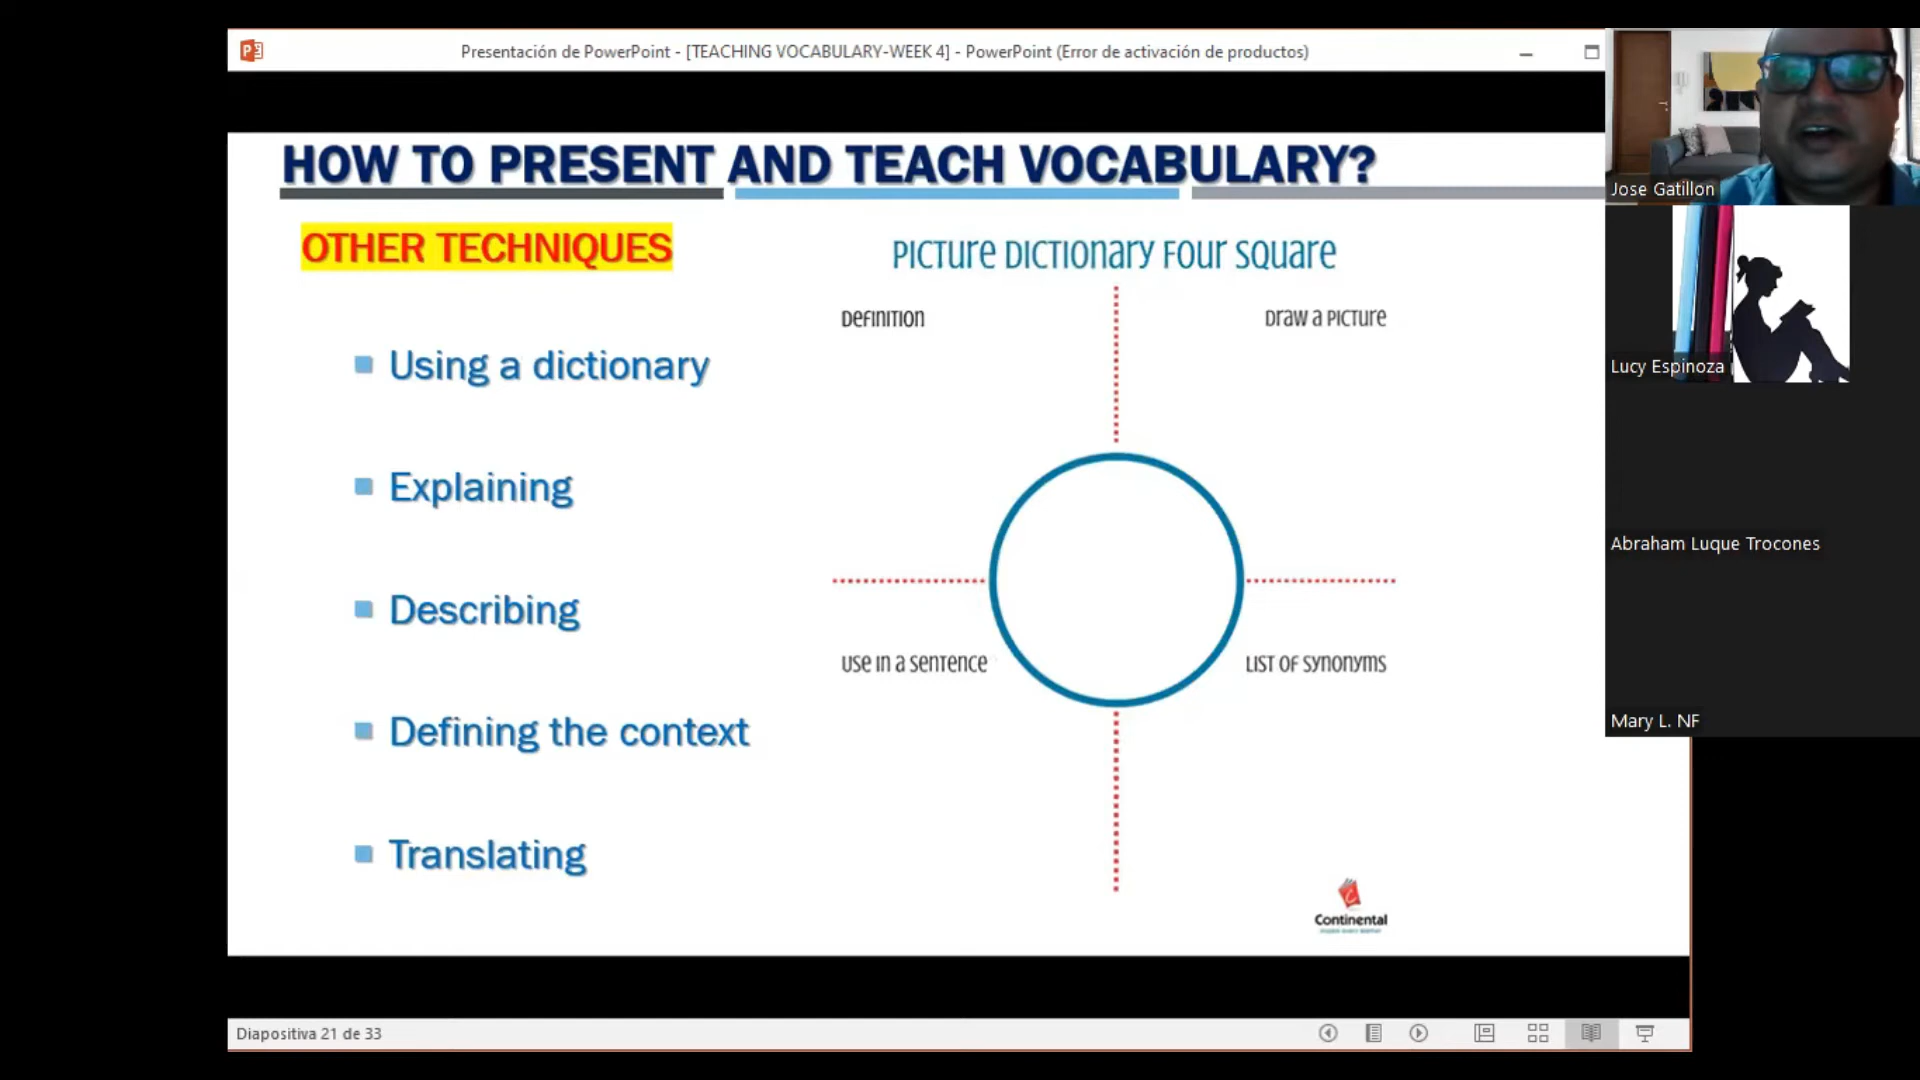 Presentación de PowerPoint - [TEACHING VOCABULARY-WEEK 4] - PowerPoint (Error de activación de productos)
HOW TO PRESENT AND TEACH VOCABULARY?
OTHER TECHNIQUES
Using a dictionary
Explaining
Describing
Defining the context
Translating
Picture Dictionary Four Square
Definition
Draw a Picture
Use in a Sentence
List of Synonyms
Continental
Jose Gatillon
Lucy Espinoza
Abraham Luque Trocones
Mary L. NF
Diapositiva 21 de 33